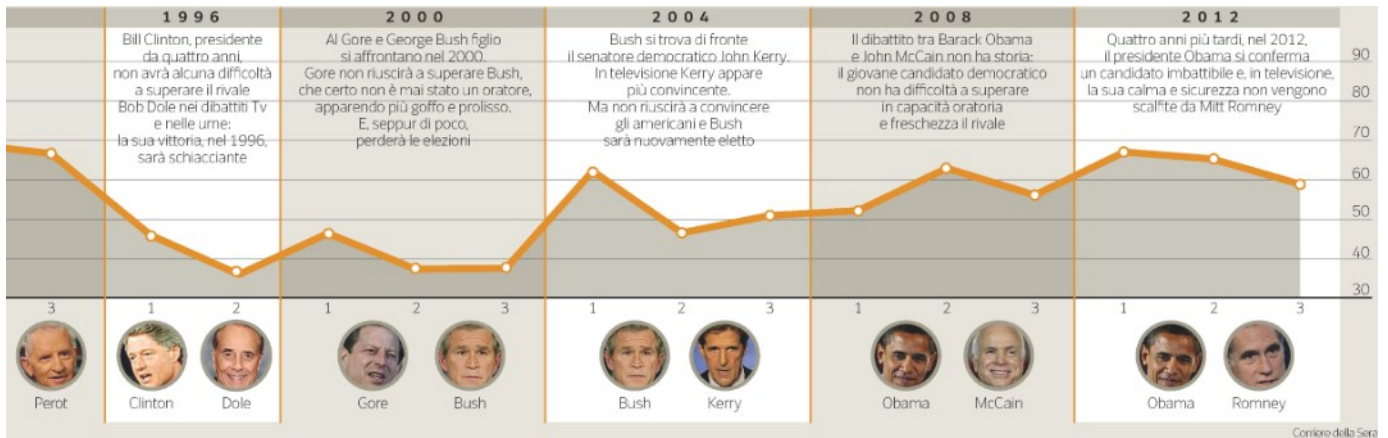 1996
Bill Clinton, presidente
da quattro anni,
non avrà alcuna difficoltà
a superare il rivale
Bob Dole nei dibattiti Tv
e nelle urne:
la sua vittoria, nel 1996,
sarà schiacciante
2000
Al Gore e George Bush figlio
si affrontano nel 2000.
Gore non riuscirà a superare Bush,
che certo non è mai stato un oratore,
apparendo più goffo e prolisso.
E, seppur di poco,
perderà le elezioni
2004
Bush si trova di fronte
il senatore democratico John Kerry.
In televisione Kerry appare
più convincente.
Ma non riuscirà a convincere
gli americani e Bush
sarà nuovamente eletto
2008
Il dibattito tra Barack Obama
e John McCain non ha storia:
il giovane candidato democratico
non ha difficoltà a superare
in capacità oratoria
e freschezza il rivale
2012
Quattro anni più tardi, nel 2012,
il presidente Obama si conferma
un candidato imbattibile e, in televisione,
la sua calma e sicurezza non vengono
scalfite da Mitt Romney
90
80
70
60
50
40
30
3 1 2 1 2 3 1 2 3 1 2 3 1 2 3
Perot Clinton Dole Gore Bush Bush Kerry Obama McCain Obama Romney
Corriere della Sera